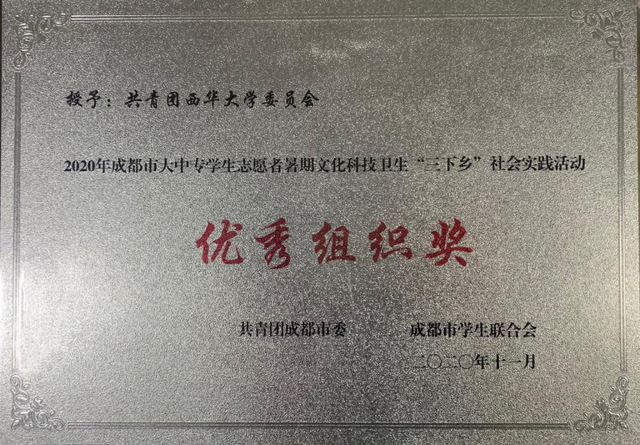 授予：共青团西华大学委员会
2020年成都市大中专学生志愿者暑期文化科技卫生“三下乡”社会实践活动
优秀组织奖
共青团成都市委 成都市学生联合会
二〇二〇年十一月